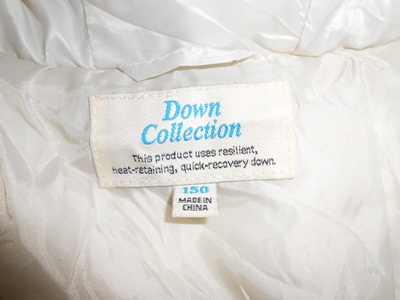 Down
Collection
This product uses resilient,
heat-retaining, quick-recovery down.
150
MADE IN
CHINA